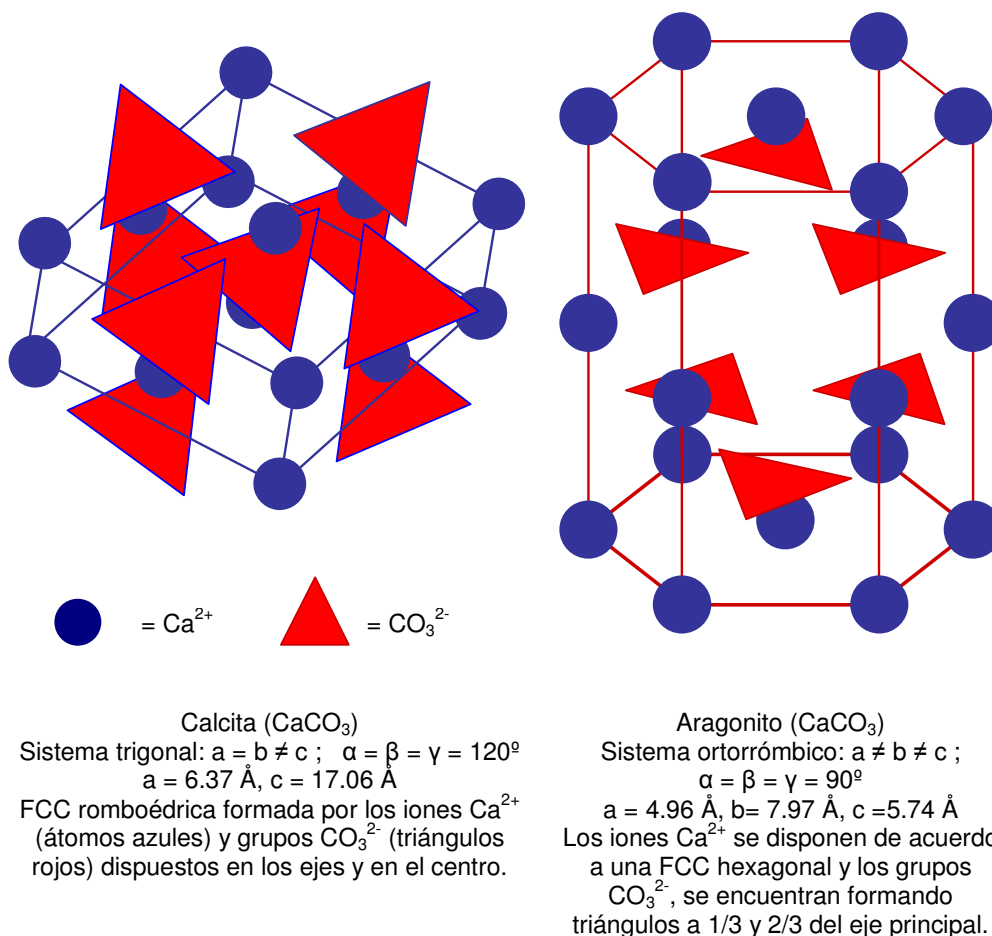 = Ca²⁺
= CO₃²⁻
Calcita (CaCO₃)
Sistema trigonal: a = b ≠ c ; α = β = γ = 120º
a = 6.37 Å, c = 17.06 Å
FCC romboédrica formada por los iones Ca²⁺
(átomos azules) y grupos CO₃²⁻ (triángulos
rojos) dispuestos en los ejes y en el centro.
Aragonito (CaCO₃)
Sistema ortorrómbico: a ≠ b ≠ c ;
α = β = γ = 90º
a = 4.96 Å, b= 7.97 Å, c =5.74 Å
Los iones Ca²⁺ se disponen de acuerdo
a una FCC hexagonal y los grupos
CO₃²⁻, se encuentran formando
triángulos a 1/3 y 2/3 del eje principal.